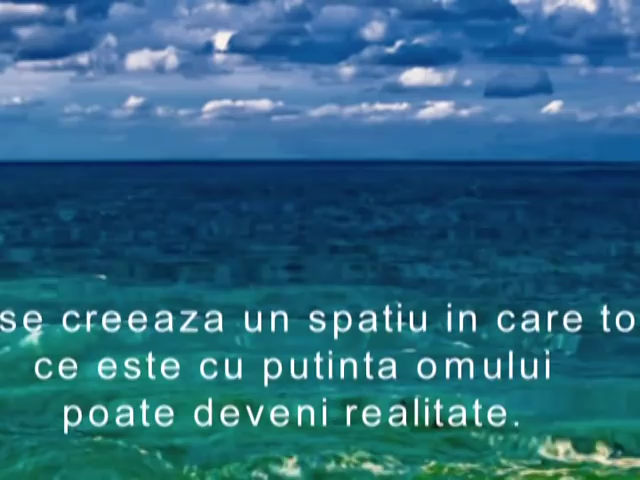 se creeaza un spatiu in care to
ce este cu putinta omului
poate deveni realitate.